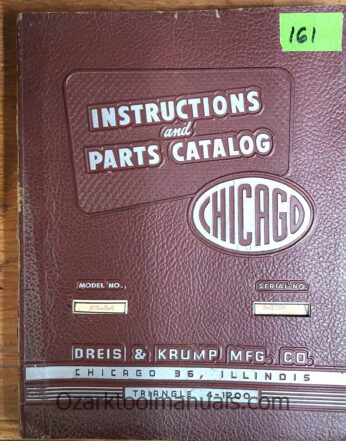 161
INSTRUCTIONS
and
PARTS CATALOG
CHICAGO
MODEL NO.
SERIAL NO.
DREIS & KRUMP MFG. CO.
CHICAGO 36, ILLINOIS
TRIANGLE 4-1200
Ozarktoolmanuals.com